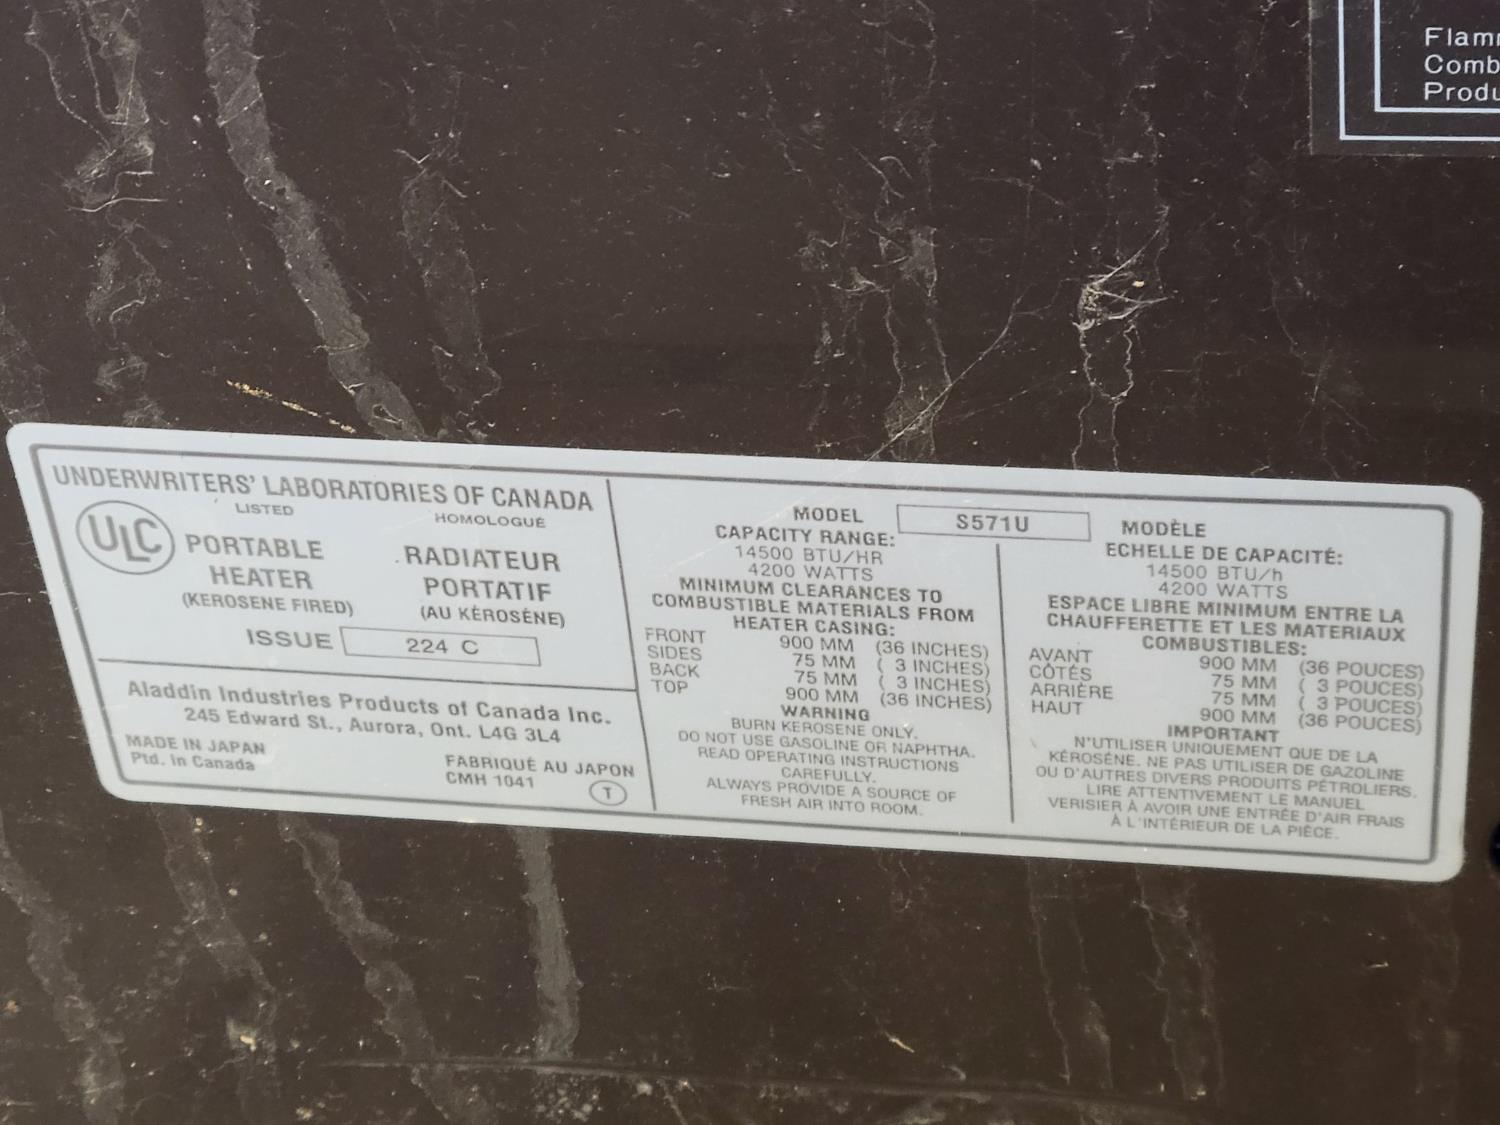 Flam
Comb
Produ
UNDERWRITERS' LABORATORIES OF CANADA
LISTED HOMOLOGUÉ
ULC
PORTABLE
HEATER
(KEROSENE FIRED)
RADIATEUR
PORTATIF
(AU KÉROSÉNE)
ISSUE 224 C
Aladdin Industries Products of Canada Inc.
245 Edward St., Aurora, Ont. L4G 3L4
MADE IN JAPAN
Ptd. in Canada
FABRIQUÉ AU JAPON
CMH 1041
T
MODEL S571U MODÈLE
CAPACITY RANGE:
14500 BTU/HR
4200 WATTS
MINIMUM CLEARANCES TO
COMBUSTIBLE MATERIALS FROM
HEATER CASING:
FRONT 900 MM (36 INCHES)
SIDES 75 MM ( 3 INCHES)
BACK 75 MM ( 3 INCHES)
TOP 900 MM (36 INCHES)
WARNING
BURN KEROSENE ONLY.
DO NOT USE GASOLINE OR NAPHTHA.
READ OPERATING INSTRUCTIONS
CAREFULLY.
ALWAYS PROVIDE A SOURCE OF
FRESH AIR INTO ROOM.
ECHELLE DE CAPACITÉ:
14500 BTU/h
4200 WATTS
ESPACE LIBRE MINIMUM ENTRE LA
CHAUFFERETTE ET LES MATERIAUX
COMBUSTIBLES:
AVANT 900 MM (36 POUCES)
CÔTÉS 75 MM ( 3 POUCES)
ARRIÈRE 75 MM ( 3 POUCES)
HAUT 900 MM (36 POUCES)
IMPORTANT
N'UTILISER UNIQUEMENT QUE DE LA
KÉROSÉNE. NE PAS UTILISER DE GAZOLINE
OU D'AUTRES DIVERS PRODUITS PÉTROLIERS.
LIRE ATTENTIVEMENT LE MANUEL
VERISIER À AVOIR UNE ENTRÉE D'AIR FRAIS
À L'INTÉRIEUR DE LA PIÈCE.